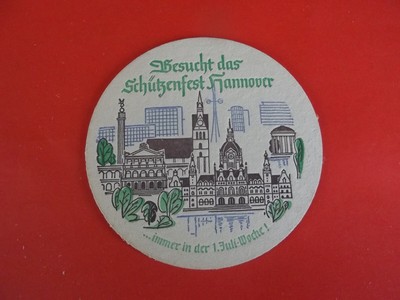 Besucht das
Schützenfest Hannover
...immer in der 1.Juli-Woche!